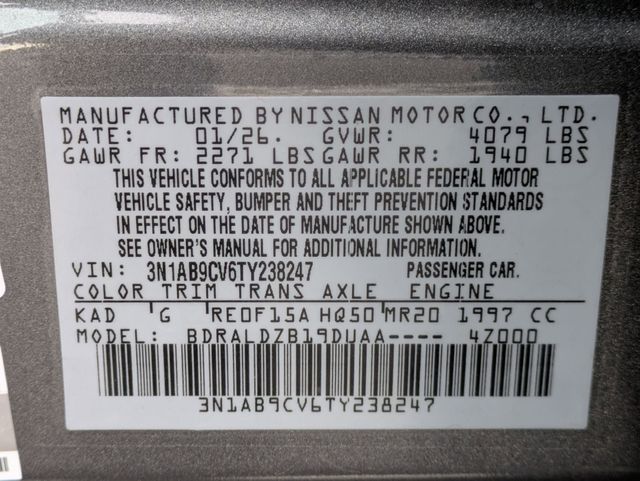 MANUFACTURED BY NISSAN MOTOR CO., LTD.
DATE: 01/26. GVWR: 4079 LBS
GAWR FR: 2271 LBS GAWR RR: 1940 LBS
THIS VEHICLE CONFORMS TO ALL APPLICABLE FEDERAL MOTOR
VEHICLE SAFETY, BUMPER AND THEFT PREVENTION STANDARDS
IN EFFECT ON THE DATE OF MANUFACTURE SHOWN ABOVE.
SEE OWNER'S MANUAL FOR ADDITIONAL INFORMATION.
VIN: 3N1AB9CV6TY238247 PASSENGER CAR.
COLOR TRIM TRANS AXLE ENGINE
KAD G RE0F15A HQ50 MR20 1997 CC
MODEL: BDRALDZB19DUAA---- 4Z000
3N1AB9CV6TY238247